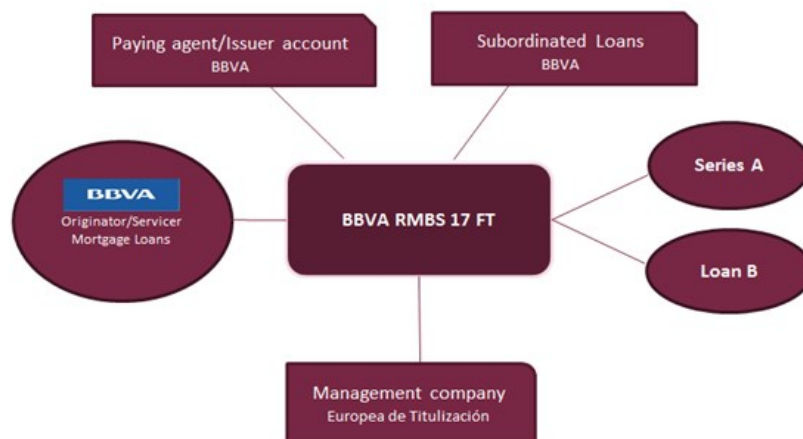 Paying agent/Issuer account
BBVA
Subordinated Loans
BBVA
BBVA
Originator/Servicer
Mortgage Loans
BBVA RMBS 17 FT
Series A
Loan B
Management company
Europea de Titulización